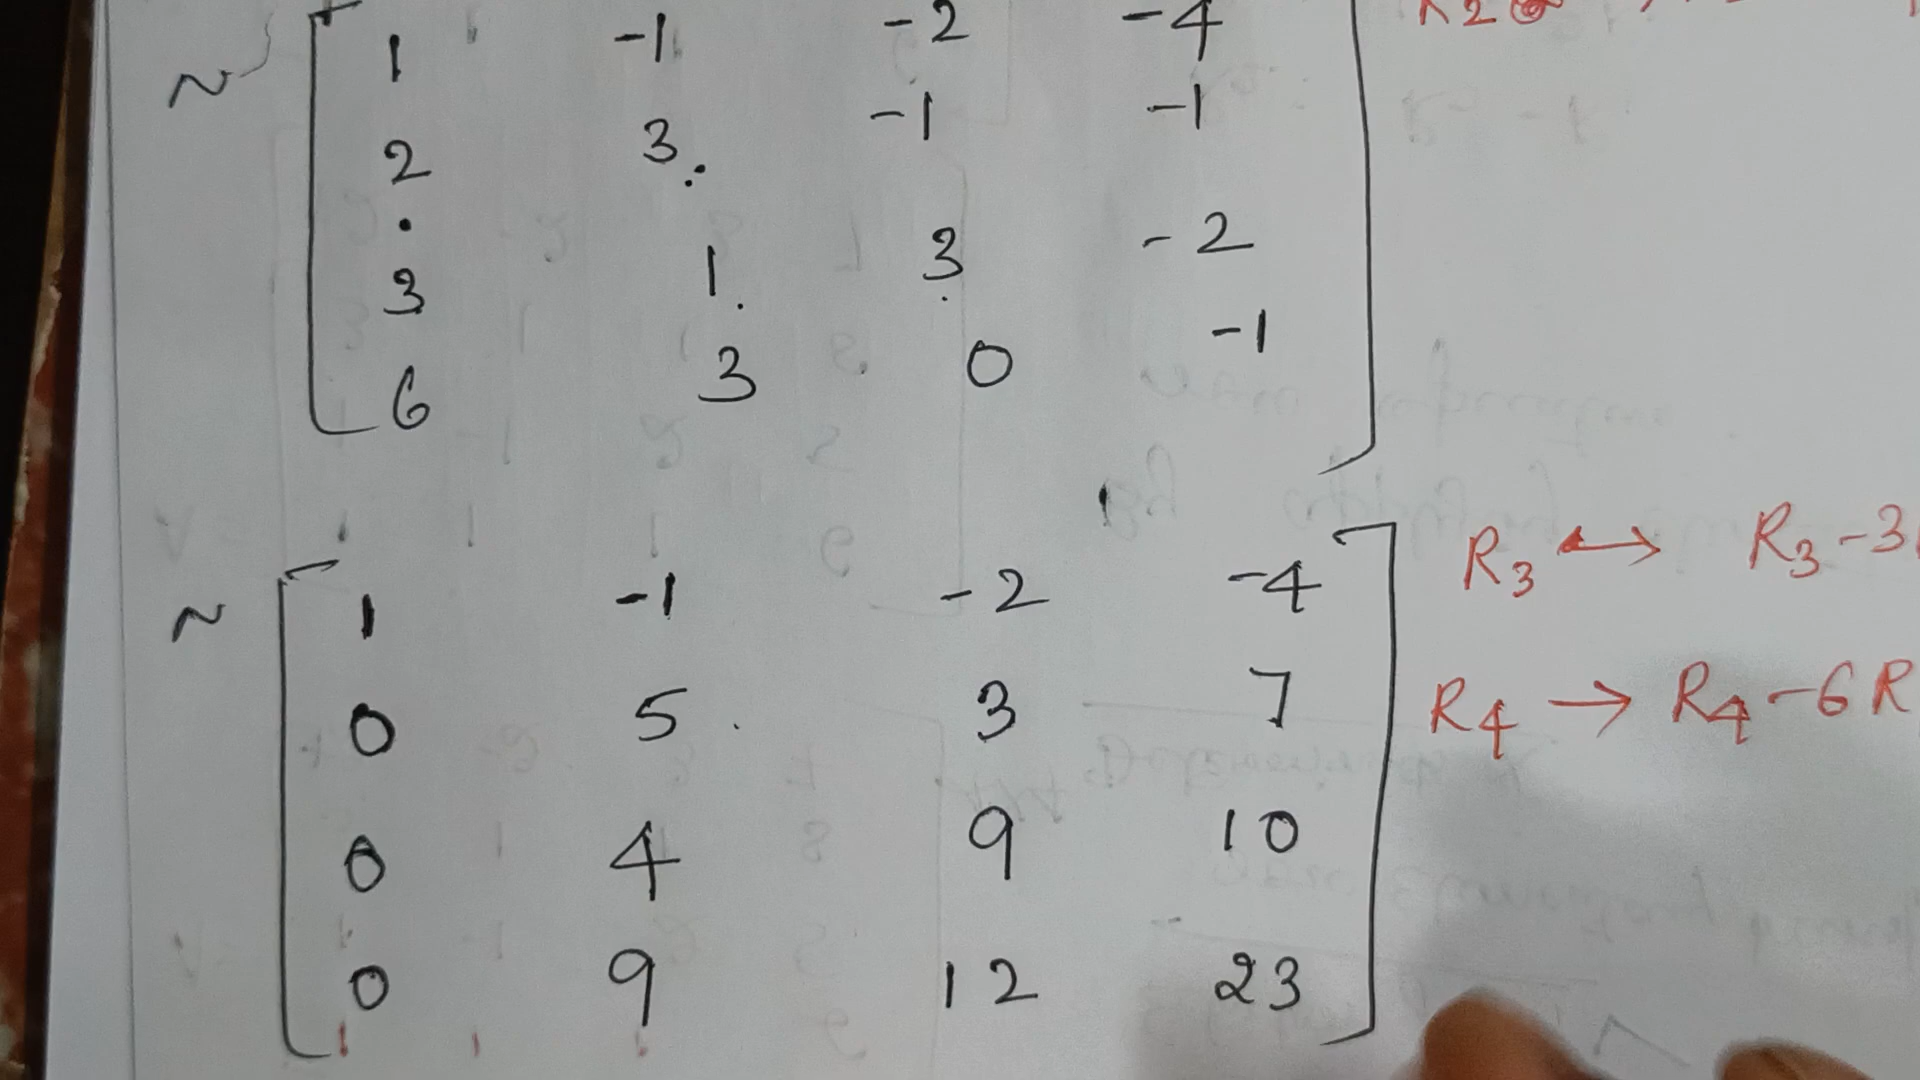 ~ 1 -1 -2 -4
2 3 -1 -1
3 1 3 -2
6 3 0 -1
~ 1 -1 -2 -4 R₃ ↔ R₃-3
0 5 3 7 R₄ → R₄-6R
0 4 9 10
0 9 12 23